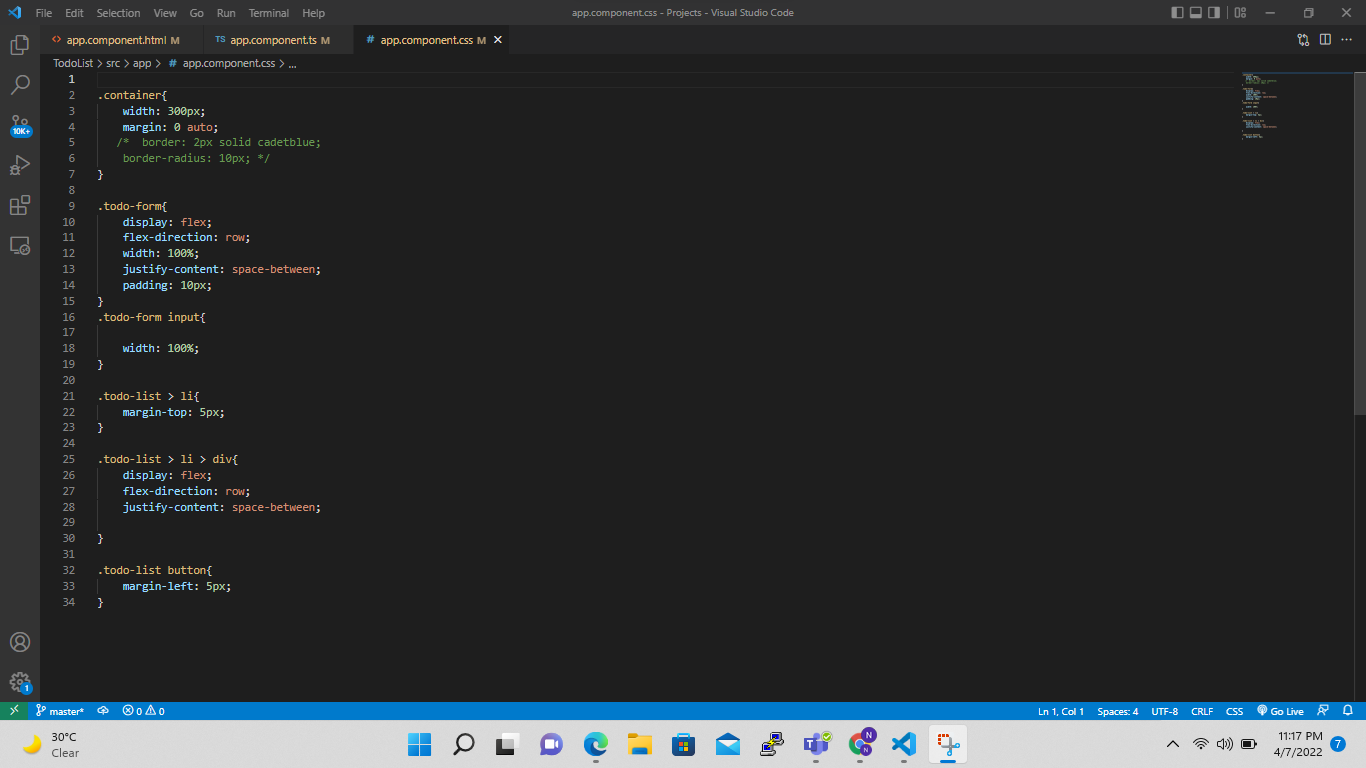 File Edit Selection View Go Run Terminal Help app.component.css - Projects - Visual Studio Code
app.component.html M TS app.component.ts M # app.component.css M
TodoList > src > app > # app.component.css > ...
1
2 .container{
3 width: 300px;
4 margin: 0 auto;
5 /* border: 2px solid cadetblue;
6 border-radius: 10px; */
7 }
8
9 .todo-form{
10 display: flex;
11 flex-direction: row;
12 width: 100%;
13 justify-content: space-between;
14 padding: 10px;
15 }
16 .todo-form input{
17
18 width: 100%;
19 }
20
21 .todo-list > li{
22 margin-top: 5px;
23 }
24
25 .todo-list > li > div{
26 display: flex;
27 flex-direction: row;
28 justify-content: space-between;
29
30 }
31
32 .todo-list button{
33 margin-left: 5px;
34 }
10K+
1
master* 0 0 Ln 1, Col 1 Spaces: 4 UTF-8 CRLF CSS Go Live
30°C
Clear
N
N
11:17 PM
4/7/2022
7